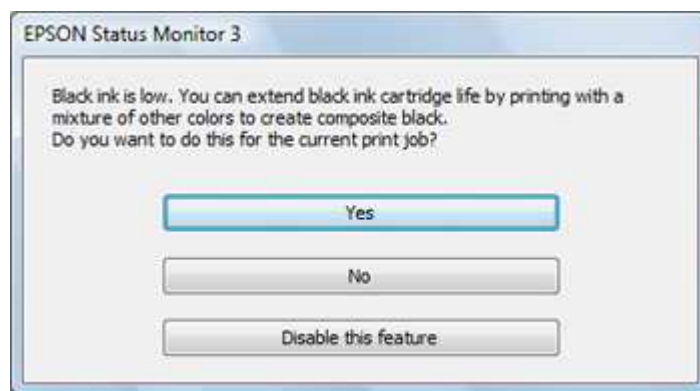 EPSON Status Monitor 3
Black ink is low. You can extend black ink cartridge life by printing with a
mixture of other colors to create composite black.
Do you want to do this for the current print job?
Yes
No
Disable this feature